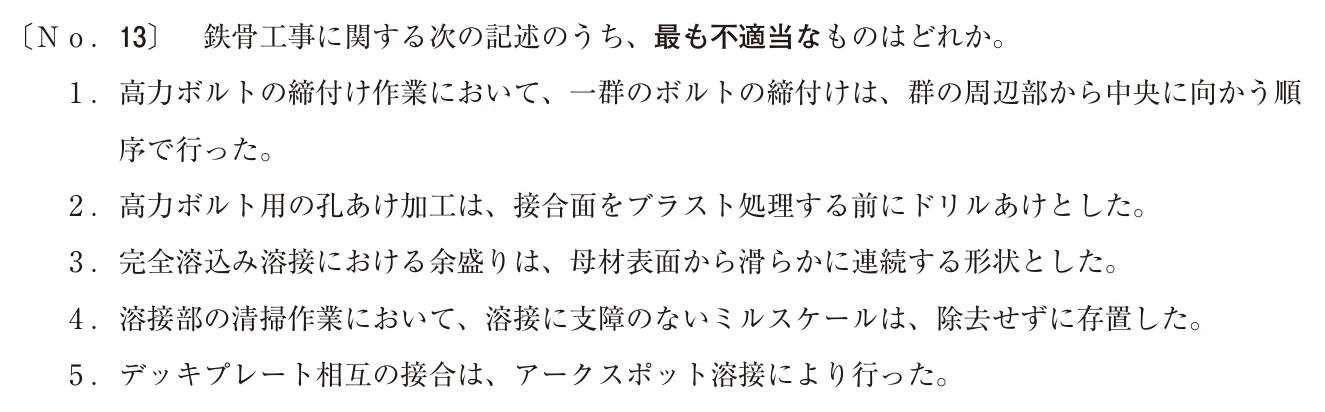 〔No. 13〕 鉄骨工事に関する次の記述のうち、最も不適当なものはどれか。
1. 高力ボルトの締付け作業において、一群のボルトの締付けは、群の周辺部から中央に向かう順
序で行った。
2. 高力ボルト用の孔あけ加工は、接合面をブラスト処理する前にドリルあけとした。
3. 完全溶込み溶接における余盛りは、母材表面から滑らかに連続する形状とした。
4. 溶接部の清掃作業において、溶接に支障のないミルスケールは、除去せずに存置した。
5. デッキプレート相互の接合は、アークスポット溶接により行った。